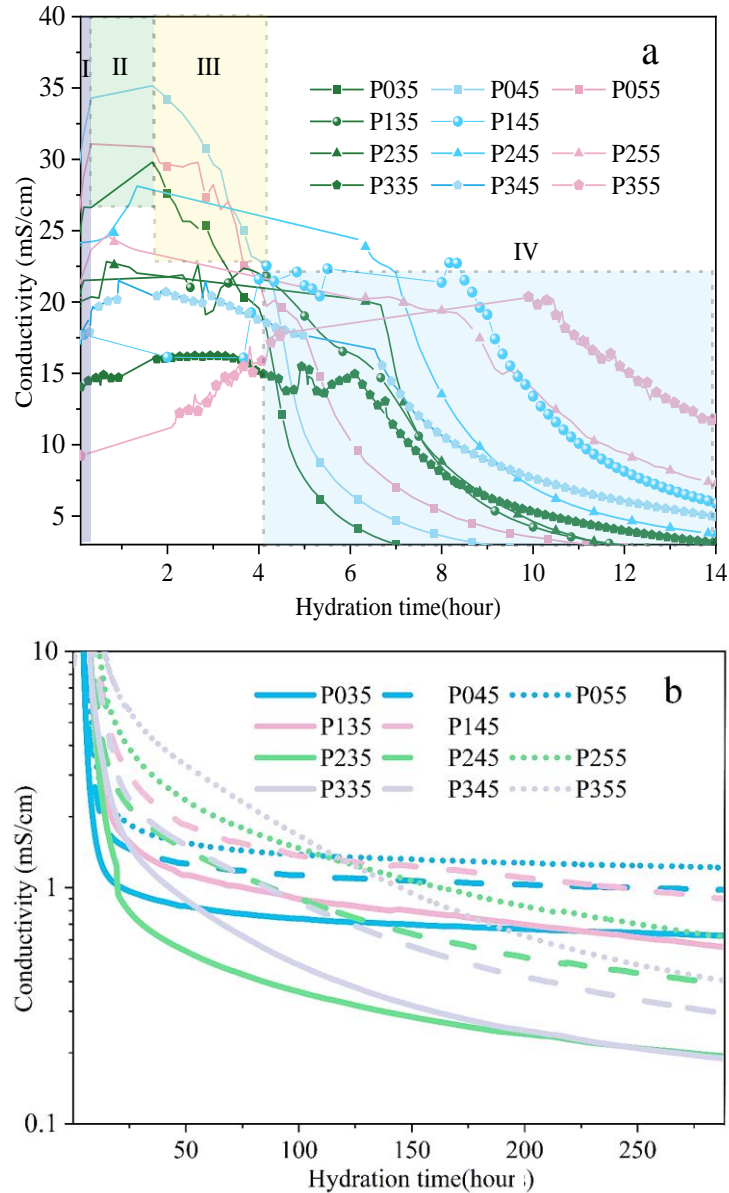 40
a
I
II
III
P035
P045
P055
35
P135
P145
P235
P245
P255
30
P335
P345
P355
25
IV
20
15
10
5
Conductivity (mS/cm)
2
4
6
8
10
12
14
Hydration time(hour)
10
b
P035
P045
P055
P135
P145
P235
P245
P255
P335
P345
P355
1
0.1
Conductivity (mS/cm)
50
100
150
200
250
Hydration time(hours)